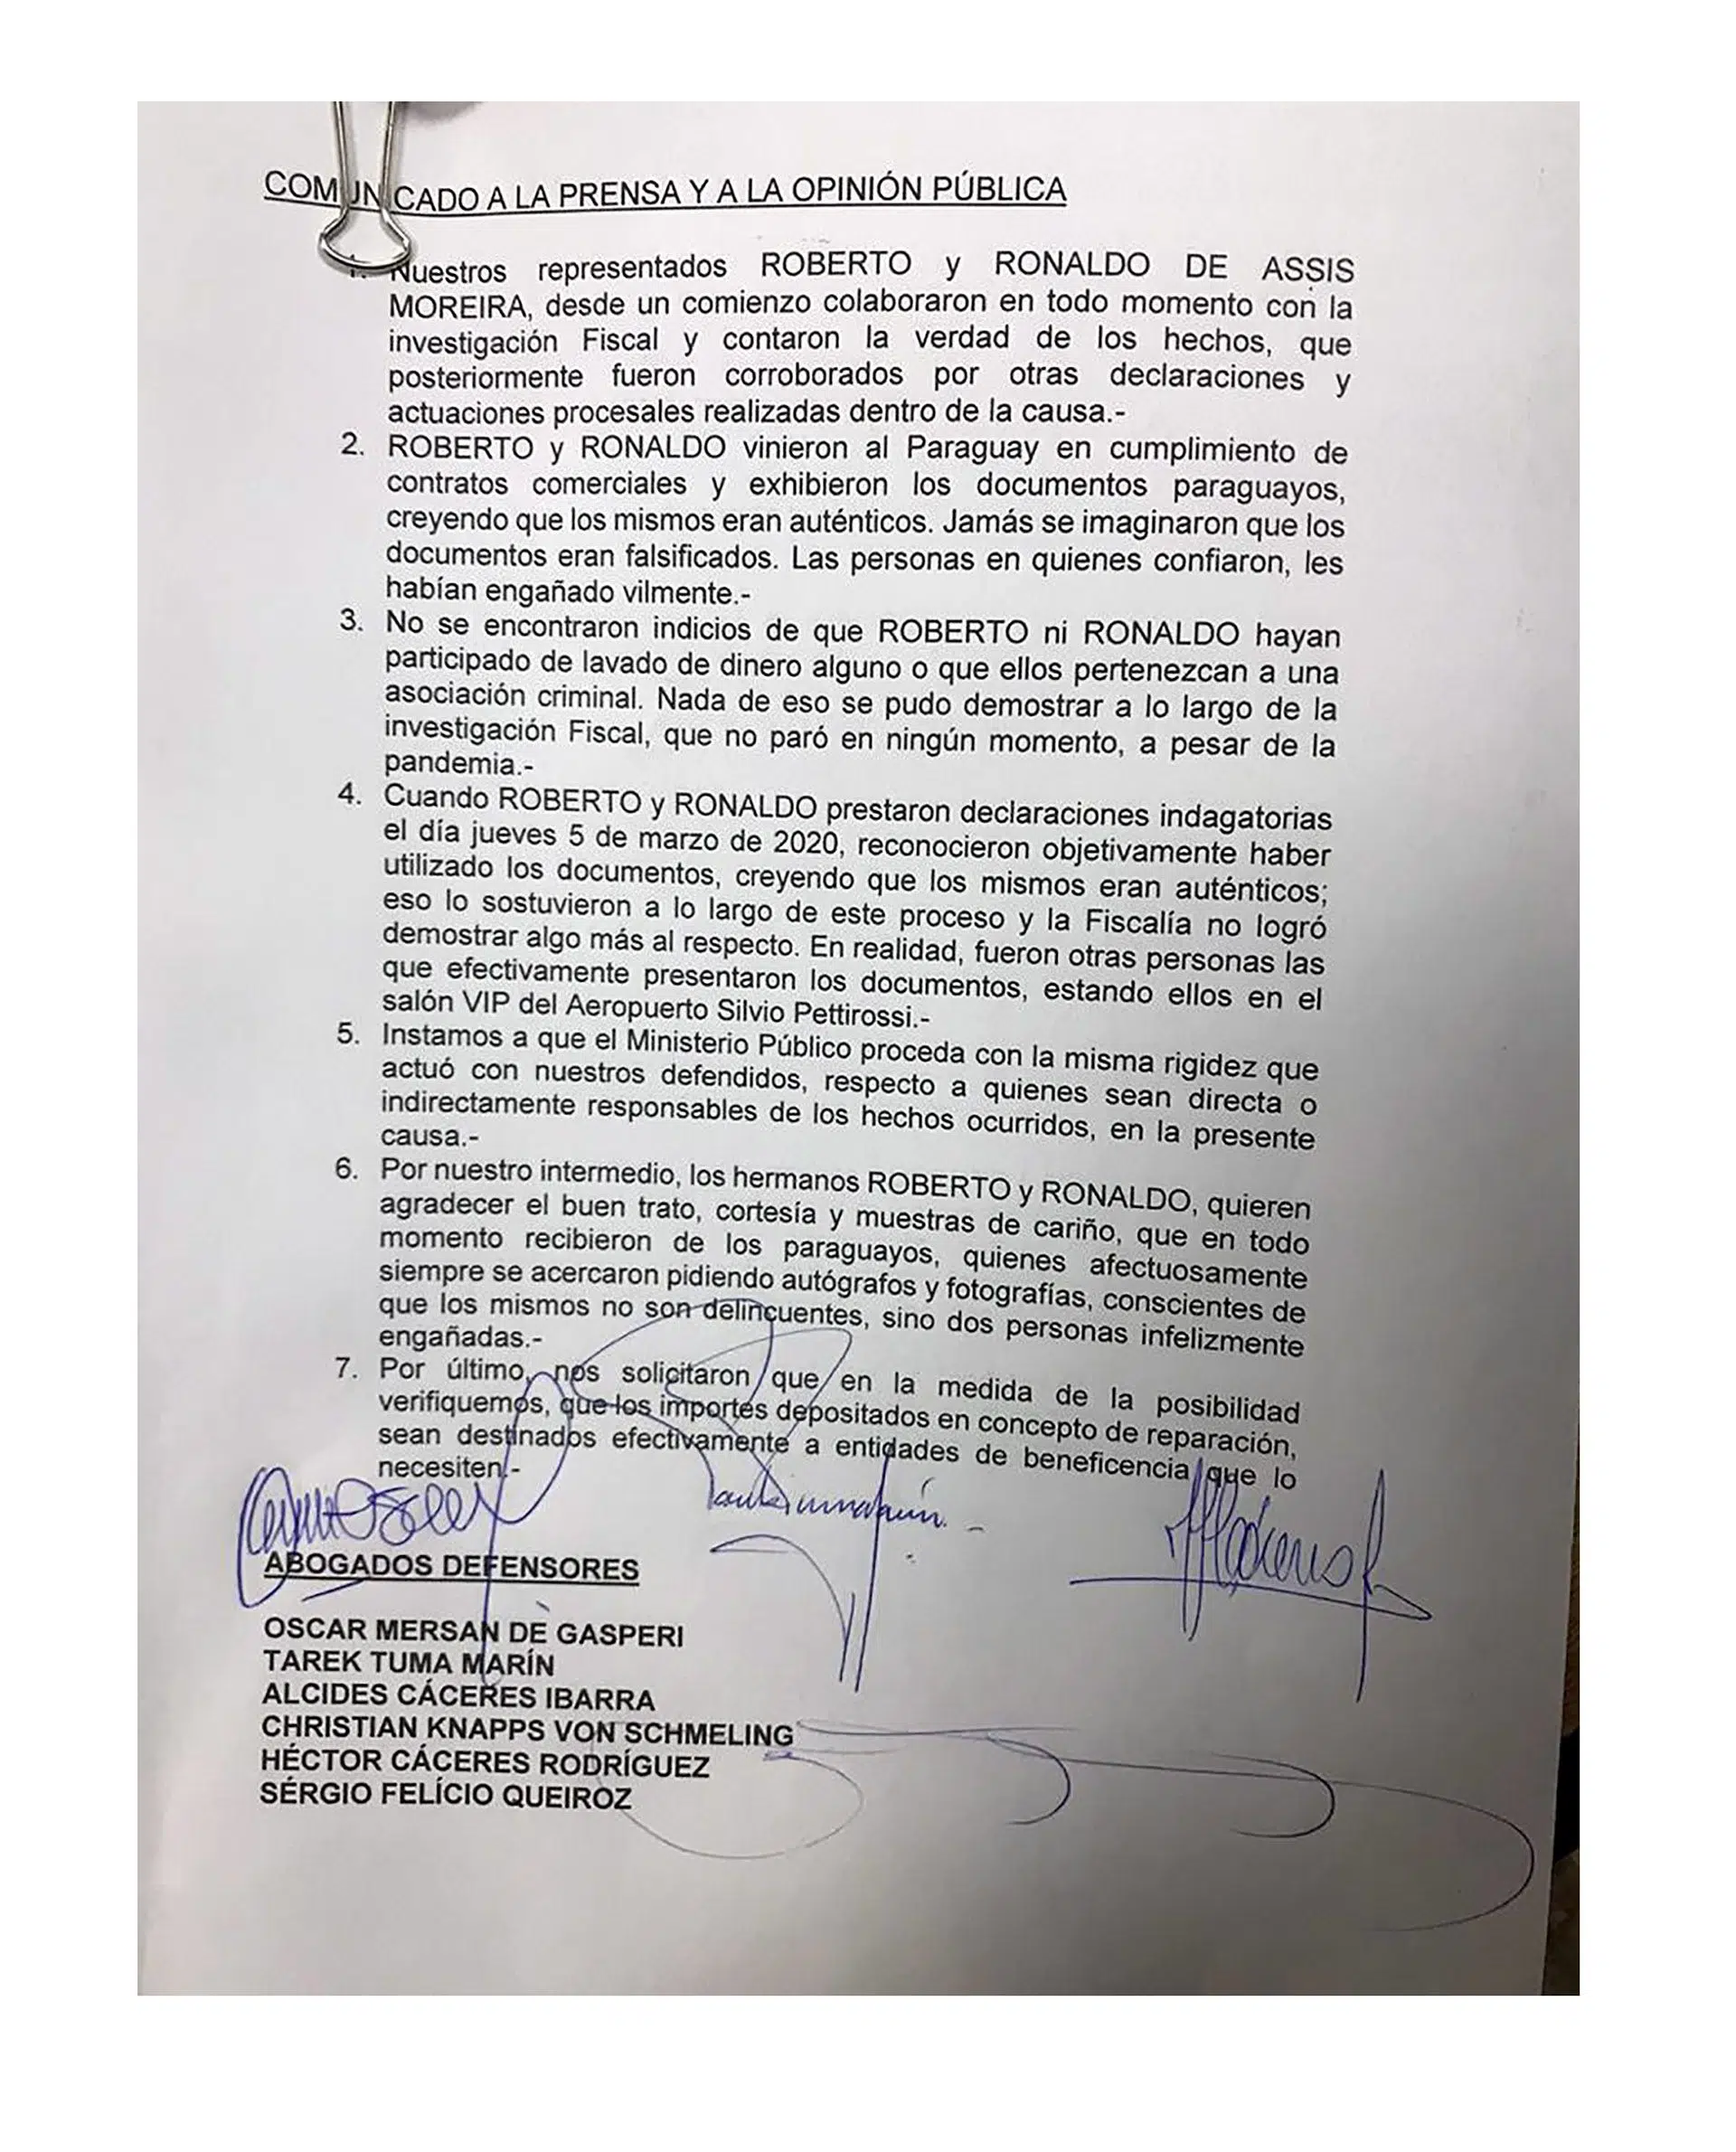 COMUNICADO A LA PRENSA Y A LA OPINIÓN PÚBLICA
1. Nuestros representados ROBERTO y RONALDO DE ASSIS
MOREIRA, desde un comienzo colaboraron en todo momento con la
investigación Fiscal y contaron la verdad de los hechos, que
posteriormente fueron corroborados por otras declaraciones y
actuaciones procesales realizadas dentro de la causa.-
2. ROBERTO y RONALDO vinieron al Paraguay en cumplimiento de
contratos comerciales y exhibieron los documentos paraguayos,
creyendo que los mismos eran auténticos. Jamás se imaginaron que los
documentos eran falsificados. Las personas en quienes confiaron, les
habían engañado vilmente.-
3. No se encontraron indicios de que ROBERTO ni RONALDO hayan
participado de lavado de dinero alguno o que ellos pertenezcan a una
asociación criminal. Nada de eso se pudo demostrar a lo largo de la
investigación Fiscal, que no paró en ningún momento, a pesar de la
pandemia.-
4. Cuando ROBERTO y RONALDO prestaron declaraciones indagatorias
el día jueves 5 de marzo de 2020, reconocieron objetivamente haber
utilizado los documentos, creyendo que los mismos eran auténticos;
eso lo sostuvieron a lo largo de este proceso y la Fiscalía no logró
demostrar algo más al respecto. En realidad, fueron otras personas las
que efectivamente presentaron los documentos, estando ellos en el
salón VIP del Aeropuerto Silvio Pettirossi.-
5. Instamos a que el Ministerio Público proceda con la misma rigidez que
actuó con nuestros defendidos, respecto a quienes sean directa o
indirectamente responsables de los hechos ocurridos, en la presente
causa.-
6. Por nuestro intermedio, los hermanos ROBERTO y RONALDO, quieren
agradecer el buen trato, cortesía y muestras de cariño, que en todo
momento recibieron de los paraguayos, quienes afectuosamente
siempre se acercaron pidiendo autógrafos y fotografías, conscientes de
que los mismos no son delincuentes, sino dos personas infelizmente
engañadas.-
7. Por último, nos solicitaron que en la medida de la posibilidad
verifiquemos, que los importes depositados en concepto de reparación,
sean destinados efectivamente a entidades de beneficencia que lo
necesiten.-
ABOGADOS DEFENSORES
OSCAR MERSAN DE GASPERI
TAREK TUMA MARÍN
ALCIDES CÁCERES IBARRA
CHRISTIAN KNAPPS VON SCHMELING
HÉCTOR CÁCERES RODRÍGUEZ
SÉRGIO FELÍCIO QUEIROZ